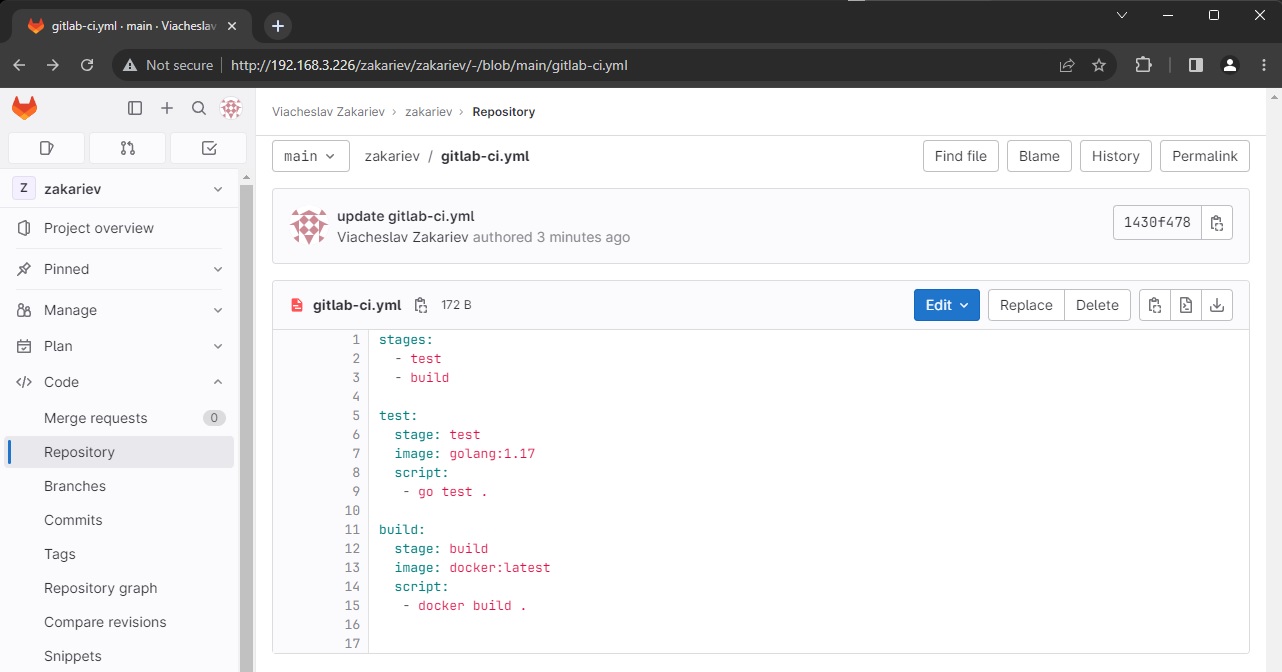 gitlab-ci.yml · main · Viacheslav
Not secure http://192.168.3.226/zakariev/zakariev/-/blob/main/gitlab-ci.yml
Viacheslav Zakariev › zakariev › Repository
main zakariev / gitlab-ci.yml Find file Blame History Permalink
Z zakariev
Project overview
Pinned
Manage
Plan
Code
Merge requests 0
Repository
Branches
Commits
Tags
Repository graph
Compare revisions
Snippets
update gitlab-ci.yml
Viacheslav Zakariev authored 3 minutes ago
1430f478
gitlab-ci.yml 172 B Edit Replace Delete
1 stages:
2   - test
3   - build
4
5 test:
6   stage: test
7   image: golang:1.17
8   script:
9    - go test .
10
11 build:
12   stage: build
13   image: docker:latest
14   script:
15    - docker build .
16
17